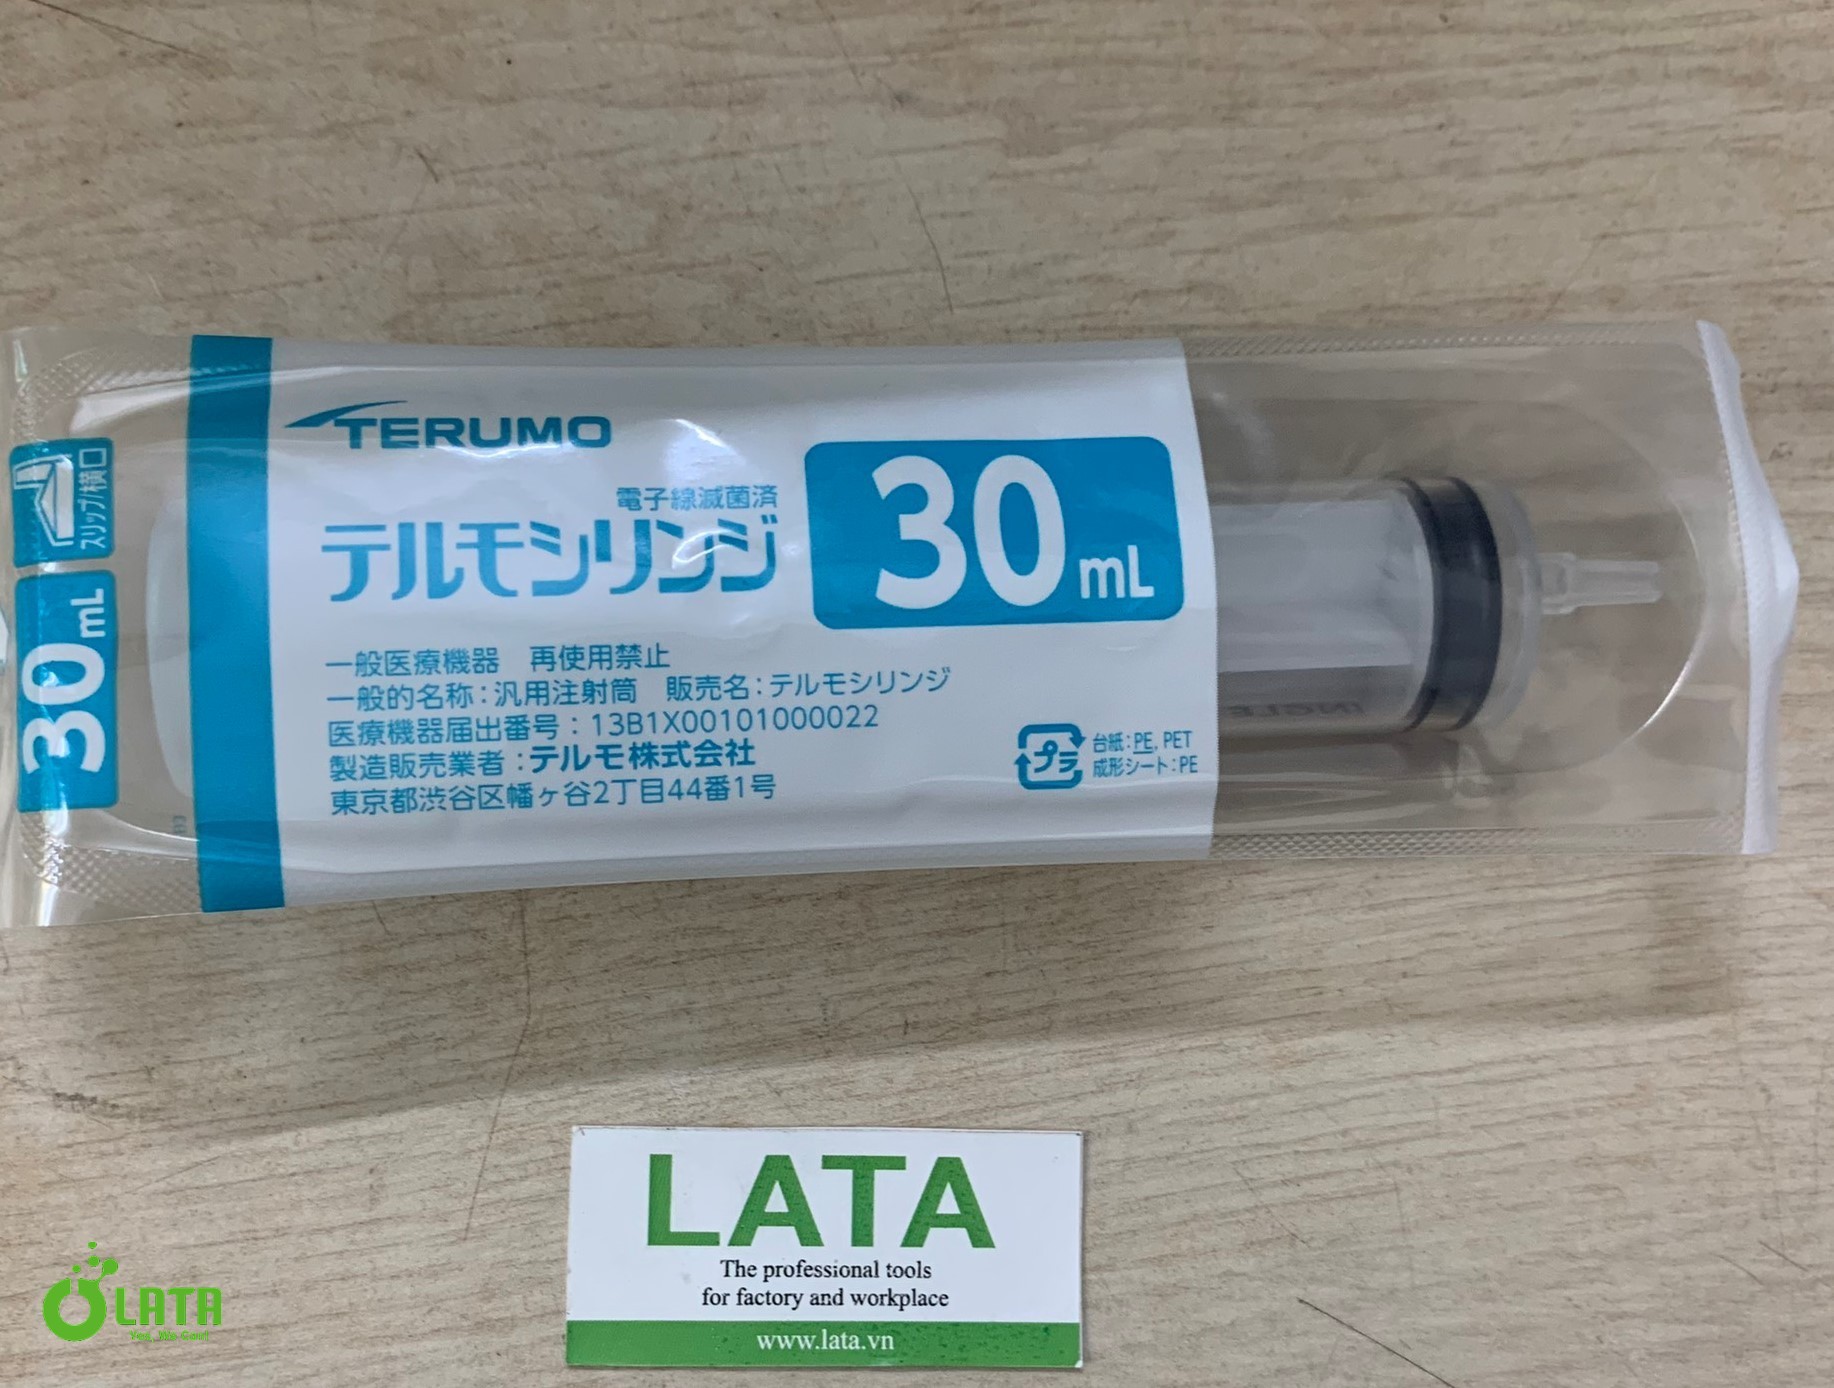 TERUMO
電子線滅菌済
テルモシリンジ
30 mL
一般医療機器 再使用禁止
一般的名称:汎用注射筒 販売名:テルモシリンジ
医療機器届出番号:13B1X00101000022
製造販売業者:テルモ株式会社
東京都渋谷区幡ヶ谷2丁目44番1号
プラ
台紙:PE, PET
成形シート:PE
スリップ/横口
30 mL
INGLE
LATA
The professional tools
for factory and workplace
www.lata.vn
LATA
Yes, We Can!